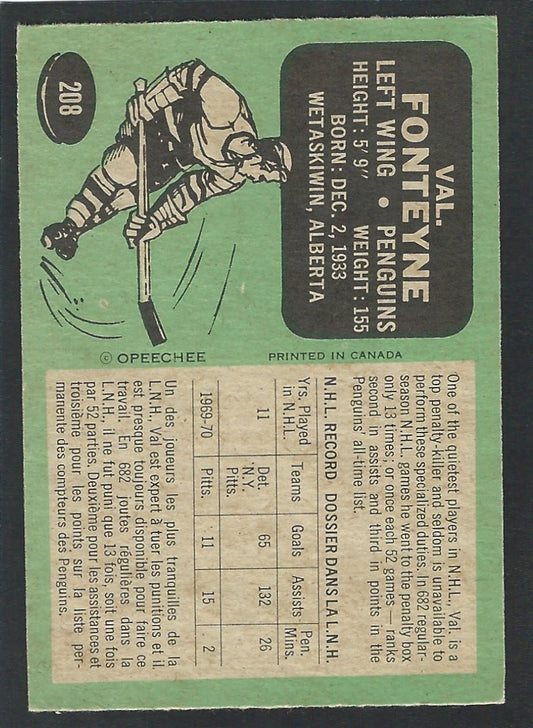 208
VAL.
FONTEYNE
LEFT WING • PENGUINS
HEIGHT: 5' 9" WEIGHT: 155
BORN: DEC. 2, 1933
WETASKIWIN, ALBERTA
© OPEECHEE
PRINTED IN CANADA
One of the quietest players in N.H.L., Val. is a
top penalty-killer and seldom is unavailable to
perform these specialized duties. In 682 regular-
season N.H.L. games he went to the penalty box
only 13 times, or once each 52 games — ranks
second in assists and third in points in the
Penguins all-time list.
N.H.L. RECORD DOSSIER DANS LA L.N.H.
Yrs. Played in N.H.L. Teams Goals Assists Pen. Mins.
11 Det. N.Y. Pitts. 65 132 26
1969-70 Pitts. 11 15 2
Un des joueurs les plus tranquilles de la
L.N.H. Val est expert à tuer les punitions et il
est presque toujours disponible pour faire ce
travail. En 682 joutes régulières dans la
L.N.H., il ne fut puni que 13 fois, soit une fois
par 52 parties. Deuxième pour les assistances et
troisième pour les points sur la liste per-
manente des compteurs des Penguins.